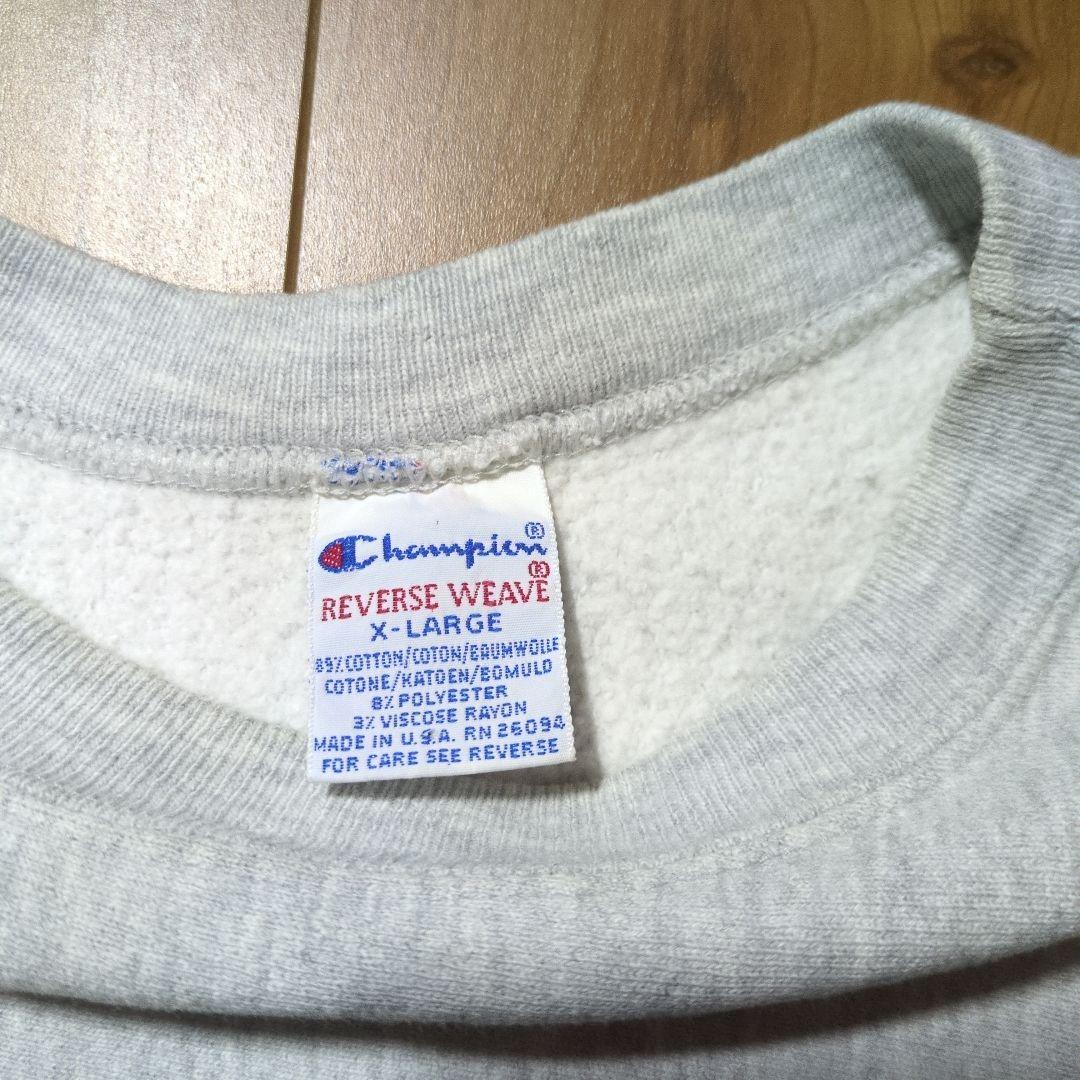 Champion®
REVERSE WEAVE®
X-LARGE
89% COTTON/COTON/BAUMWOLLE
COTONE/KATOEN/BOMULD
8% POLYESTER
3% VISCOSE RAYON
MADE IN U.S.A. RN 26094
FOR CARE SEE REVERSE